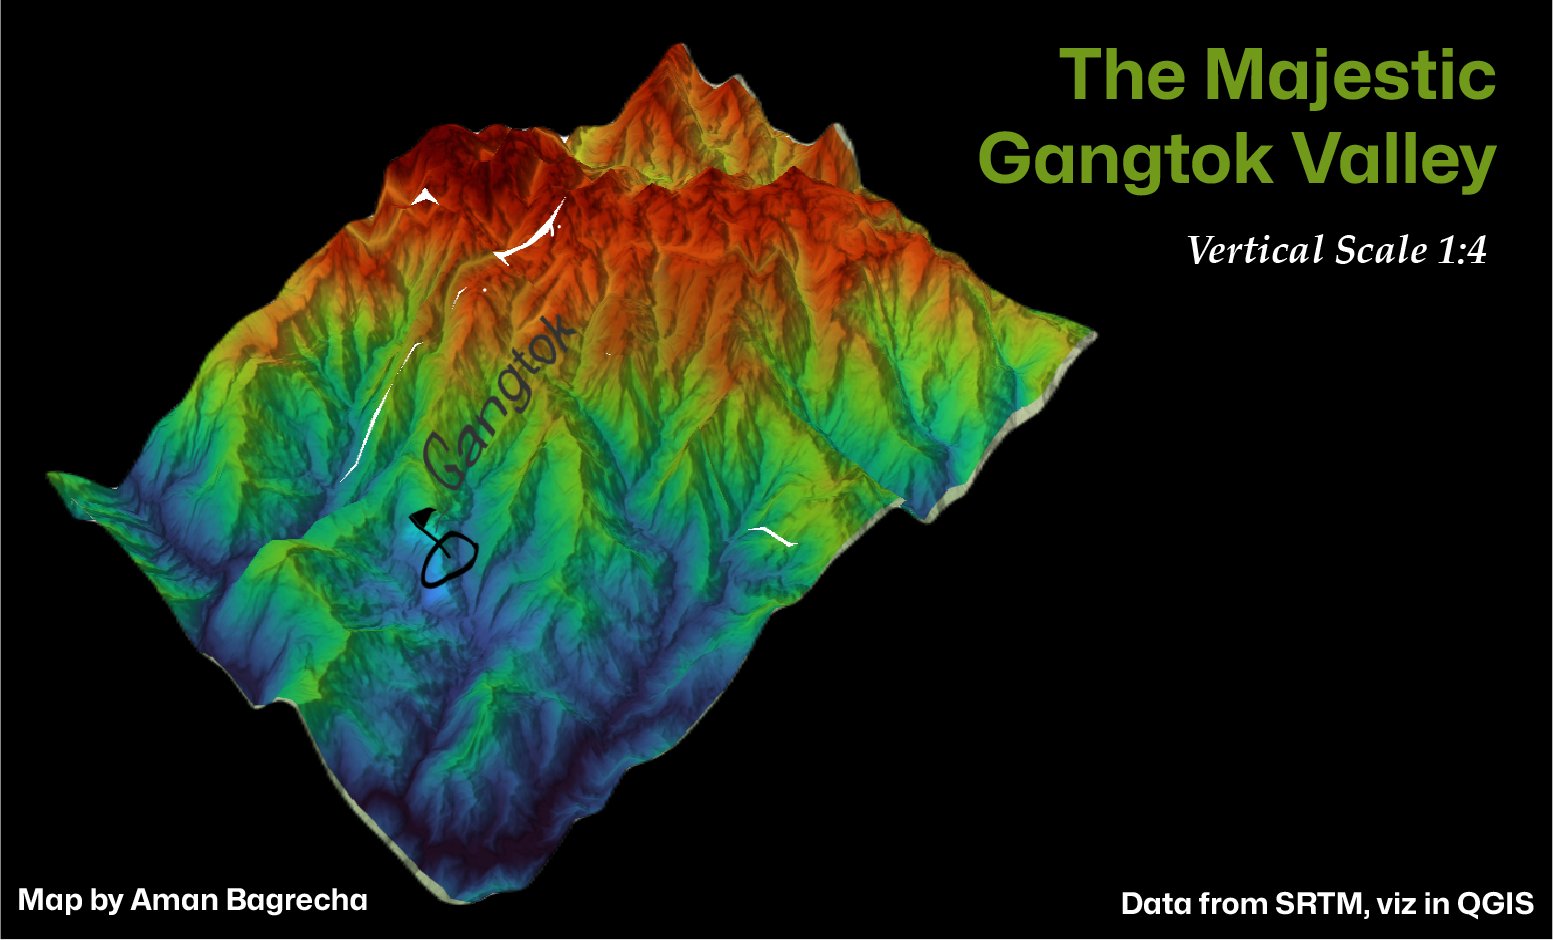 The Majestic
Gangtok Valley
Vertical Scale 1:4
Gangtok
Map by Aman Bagrecha
Data from SRTM, viz in QGIS